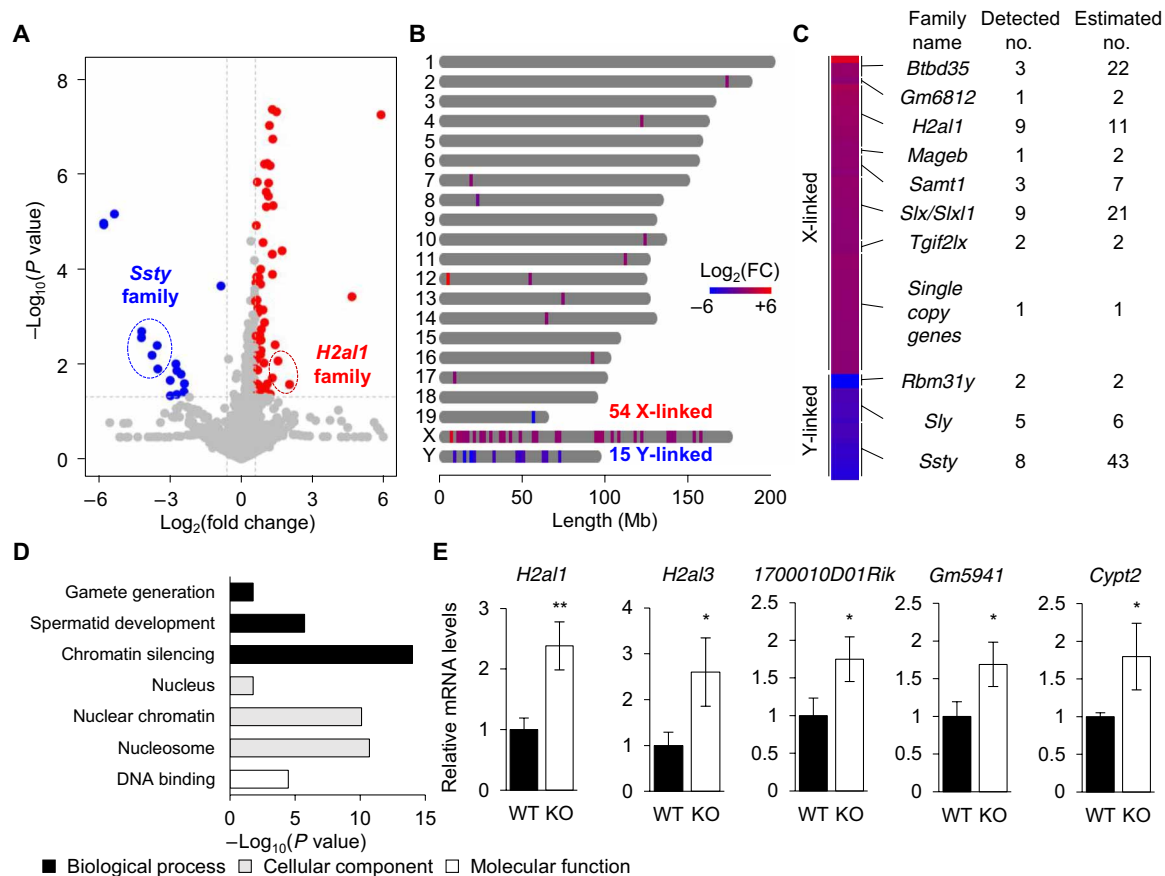 A
8
6
4
2
0
–Log10(P value)
–6
–3
0
3
6
Log2(fold change)
Ssty
family
H2al1
family
B
1
2
3
4
5
6
7
8
9
10
11
12
13
14
15
16
17
18
19
X
Y
Log2(FC)
–6
+6
54 X-linked
15 Y-linked
0
50
100
150
200
Length (Mb)
C
Family name
Detected no.
Estimated no.
X-linked
Y-linked
Btbd35 3 22
Gm6812 1 2
H2al1 9 11
Mageb 1 2
Samt1 3 7
Slx/Slxl1 9 21
Tgif2lx 2 2
Single copy genes 1 1
Rbm31y 2 2
Sly 5 6
Ssty 8 43
D
Gamete generation
Spermatid development
Chromatin silencing
Nucleus
Nuclear chromatin
Nucleosome
DNA binding
0 5 10 15
–Log10(P value)
Biological process
Cellular component
Molecular function
E
Relative mRNA levels
H2al1
3
2
1
0
**
WT KO
H2al3
4
3
2
1
0
*
WT KO
1700010D01Rik
2.5
2
1.5
1
0.5
0
*
WT KO
Gm5941
2.5
2
1.5
1
0.5
0
*
WT KO
Cypt2
2.5
2
1.5
1
0.5
0
*
WT KO